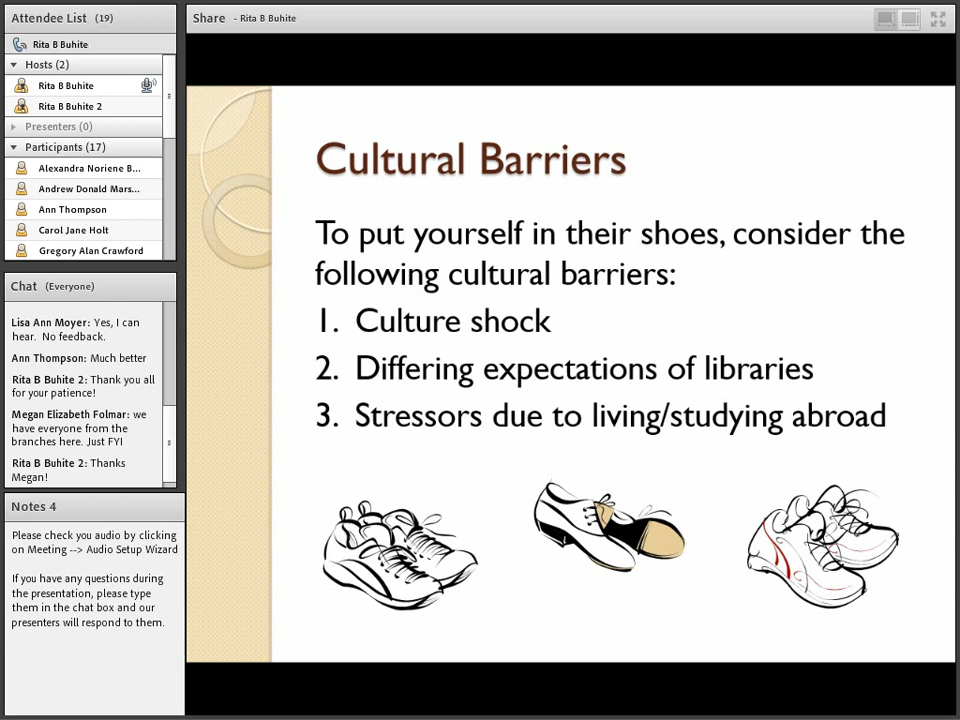 Attendee List (19)
Rita B Buhite
Hosts (2)
Rita B Buhite
Rita B Buhite 2
Presenters (0)
Participants (17)
Alexandra Noriene B...
Andrew Donald Mars...
Ann Thompson
Carol Jane Holt
Gregory Alan Crawford
Chat (Everyone)
Lisa Ann Moyer: Yes, I can
hear. No feedback.
Ann Thompson: Much better
Rita B Buhite 2: Thank you all
for your patience!
Megan Elizabeth Folmar: we
have everyone from the
branches here. Just FYI
Rita B Buhite 2: Thanks
Megan!
Notes 4
Please check you audio by clicking
on Meeting --> Audio Setup Wizard
If you have any questions during
the presentation, please type
them in the chat box and our
presenters will respond to them.
Share - Rita B Buhite
Cultural Barriers
To put yourself in their shoes, consider the
following cultural barriers:
1. Culture shock
2. Differing expectations of libraries
3. Stressors due to living/studying abroad